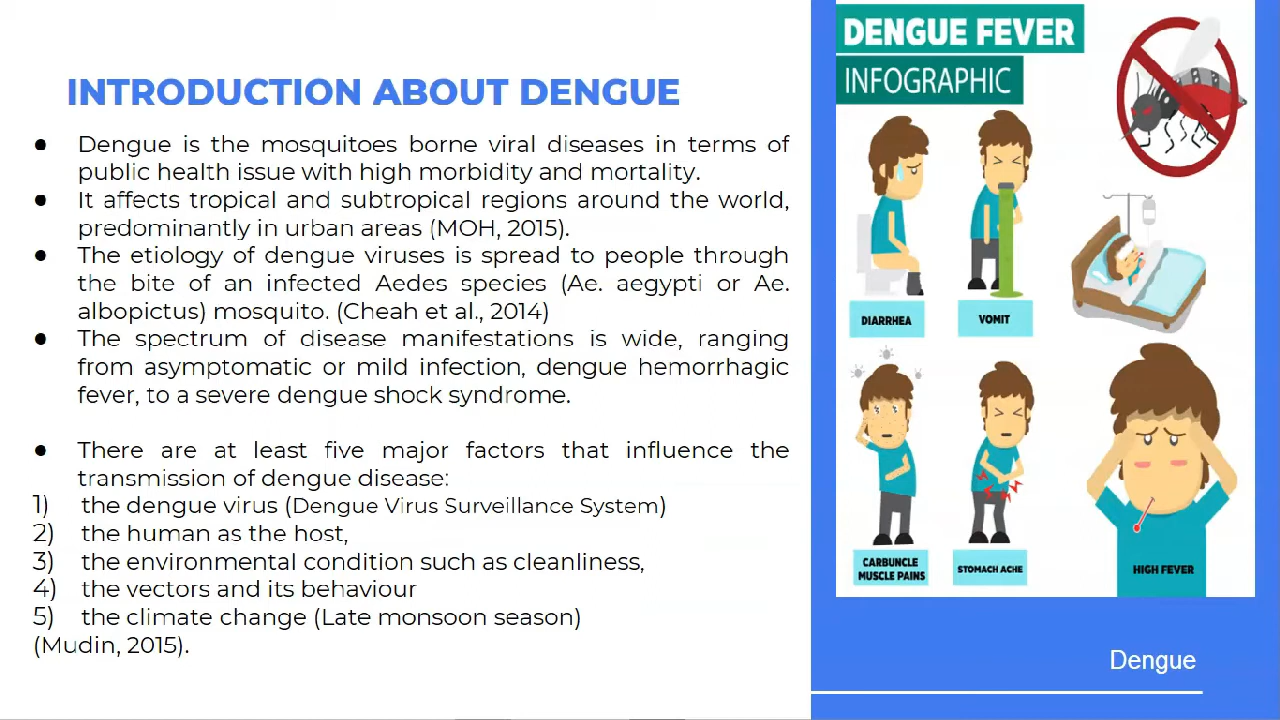 INTRODUCTION ABOUT DENGUE
● Dengue is the mosquitoes borne viral diseases in terms of
public health issue with high morbidity and mortality.
● It affects tropical end subtropical regions around the world,
predominantly in urban areas (MOH, 2015).
● The etiology of dengue viruses is spread to people through
the bite of an infected Aedes species (Ae. aegypti or Ae.
albopictus) mosquito. (Cheah et al., 2014)
● The spectrum of disease manifestations is wide, ranging
from asymptomatic or mild infection, dengue hemorrhagic
fever, to a severe dengue shock syndrome.
● There are at least five major factors that influence the
transmission of dengue disease:
1) the dengue virus (Dengue Virus Surveillance System)
2) the human as the host,
3) the environmental condition such as cleanliness,
4) the vectors and its behaviour
5) the climate change (Late monsoon season)
(Mudin, 2015).
DENGUE FEVER
INFOGRAPHIC
DIARRHEA
VOMIT
CARBUNCLE
MUSCLE PAINS
STOMACH ACHE
HIGH FEVER
Dengue